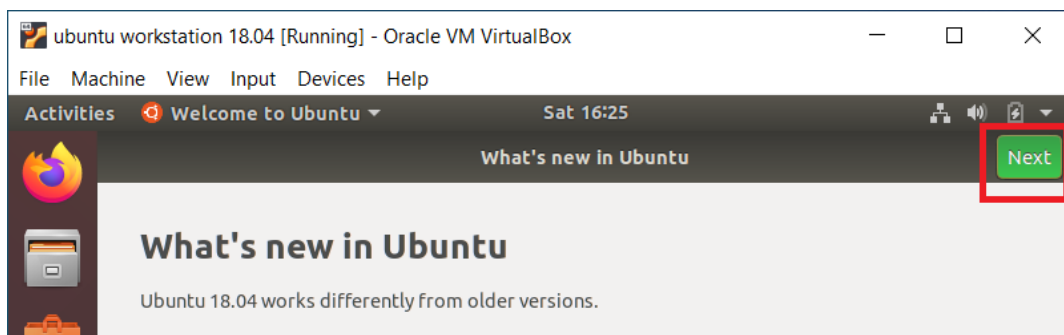 ubuntu workstation 18.04 [Running] - Oracle VM VirtualBox
File Machine View Input Devices Help
Activities Welcome to Ubuntu Sat 16:25
What's new in Ubuntu Next
What's new in Ubuntu
Ubuntu 18.04 works differently from older versions.